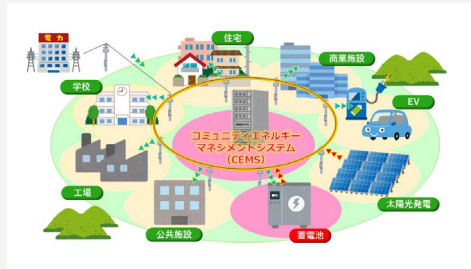 電力
住宅
商業施設
学校
EV
コミュニティエネルギー
マネジメントシステム
(CEMS)
工場
太陽光発電
公共施設
蓄電池